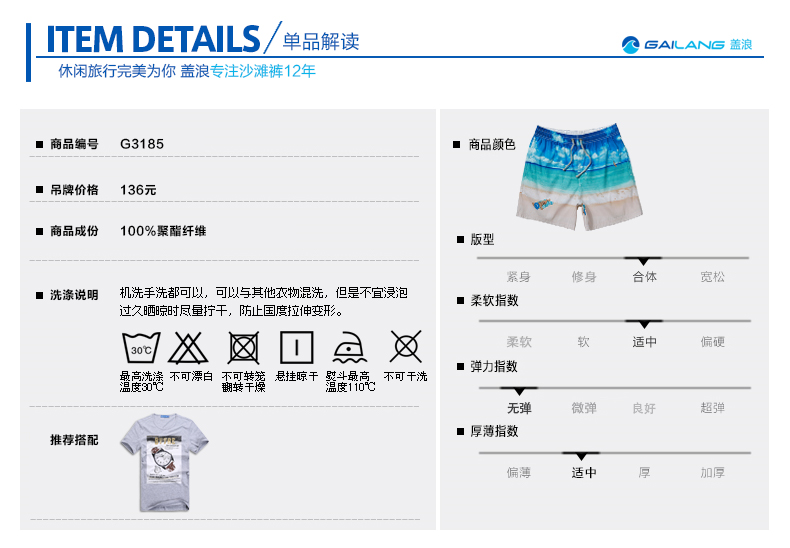 ITEM DETAILS/单品解读
GAILANG 盖浪
休闲旅行完美为你 盖浪专注沙滩裤12年
商品编号 G3185
吊牌价格 136元
商品成份 100%聚酯纤维
洗涤说明 机洗手洗都可以，可以与其他衣物混洗，但是不宜浸泡
过久晒晾时尽量拧干，防止国度拉伸变形。
30℃
最高洗涤 不可漂白 不可转笼 悬挂晾干 熨斗最高 不可干洗
温度30℃ 翻转干燥 温度110℃
推荐搭配
商品颜色
版型
紧身 修身 合体 宽松
柔软指数
柔软 软 适中 偏硬
弹力指数
无弹 微弹 良好 超弹
厚薄指数
偏薄 适中 厚 加厚